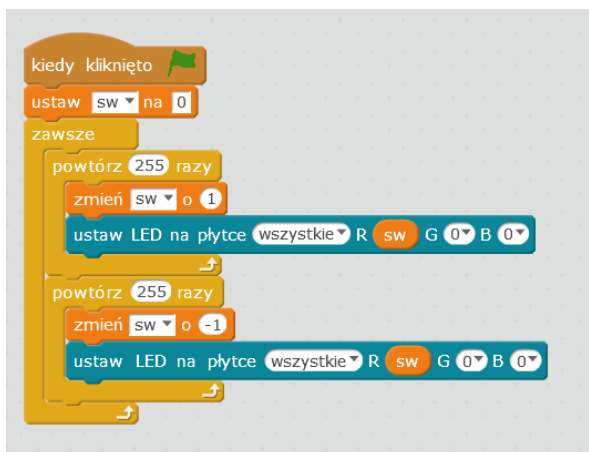 kiedy kliknięto
ustaw sw na 0
zawsze
powtórz 255 razy
zmień sw o 1
ustaw LED na płytce wszystkie R sw G 0 B 0
powtórz 255 razy
zmień sw o -1
ustaw LED na płytce wszystkie R sw G 0 B 0